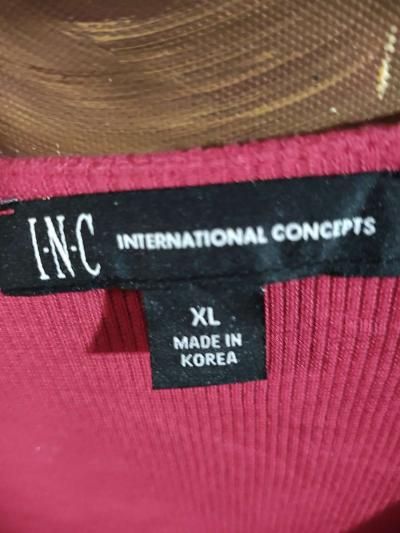 I·N·C INTERNATIONAL CONCEPTS
XL
MADE IN
KOREA